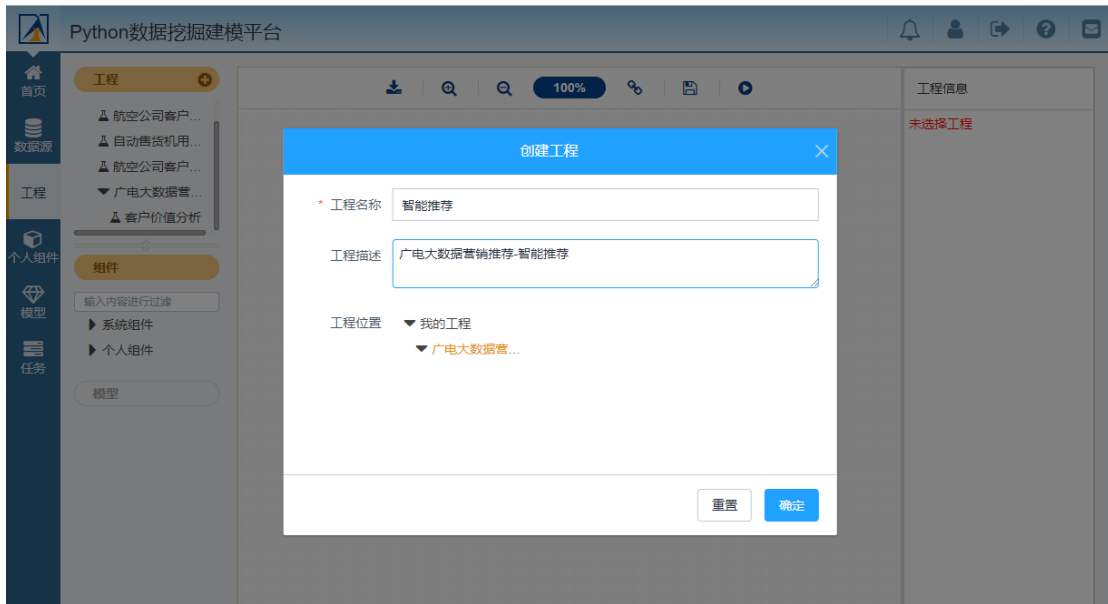 Python数据挖掘建模平台
首页
数据源
工程
个人组件
模型
任务
工程
航空公司客户...
自动售货机用...
航空公司客户...
广电大数据营...
客户价值分析
组件
输入内容进行过滤
系统组件
个人组件
模型
100%
工程信息
未选择工程
创建工程
* 工程名称 智能推荐
工程描述 广电大数据营销推荐-智能推荐
工程位置 我的工程
广电大数据营...
重置 确定